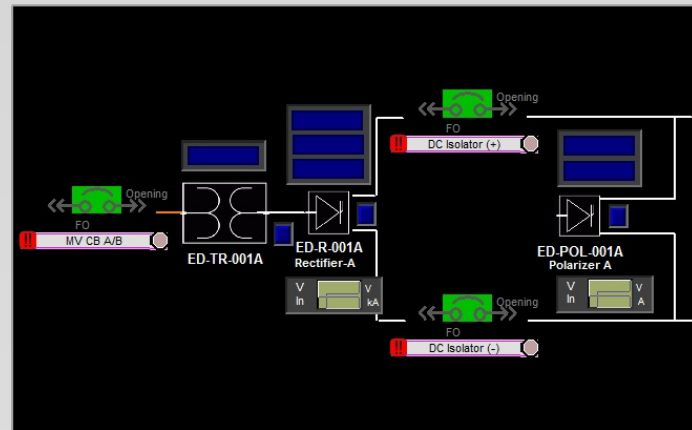 Opening
FO
!! DC Isolator (+)
Opening
FO
!! MV CB A/B
ED-TR-001A
ED-R-001A
Rectifier-A
ED-POL-001A
Polarizer A
V V
In kA
V V
In A
Opening
FO
!! DC Isolator (-)